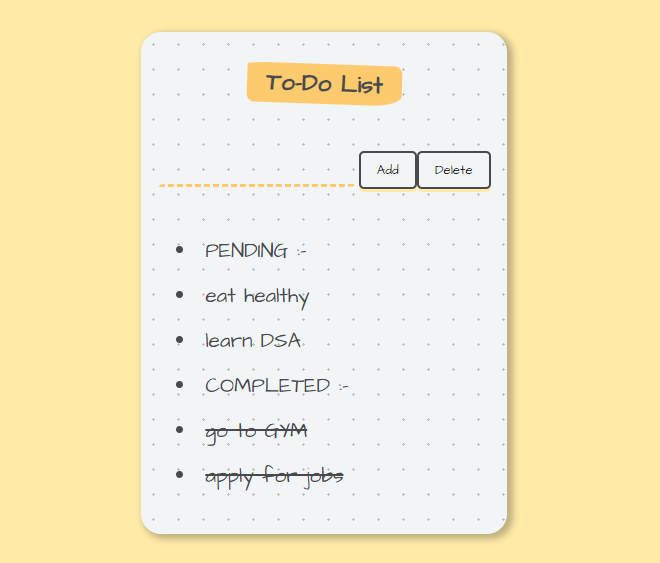 To-Do List
Add Delete
PENDING :-
eat healthy
learn DSA
COMPLETED :-
go to GYM
apply for jobs